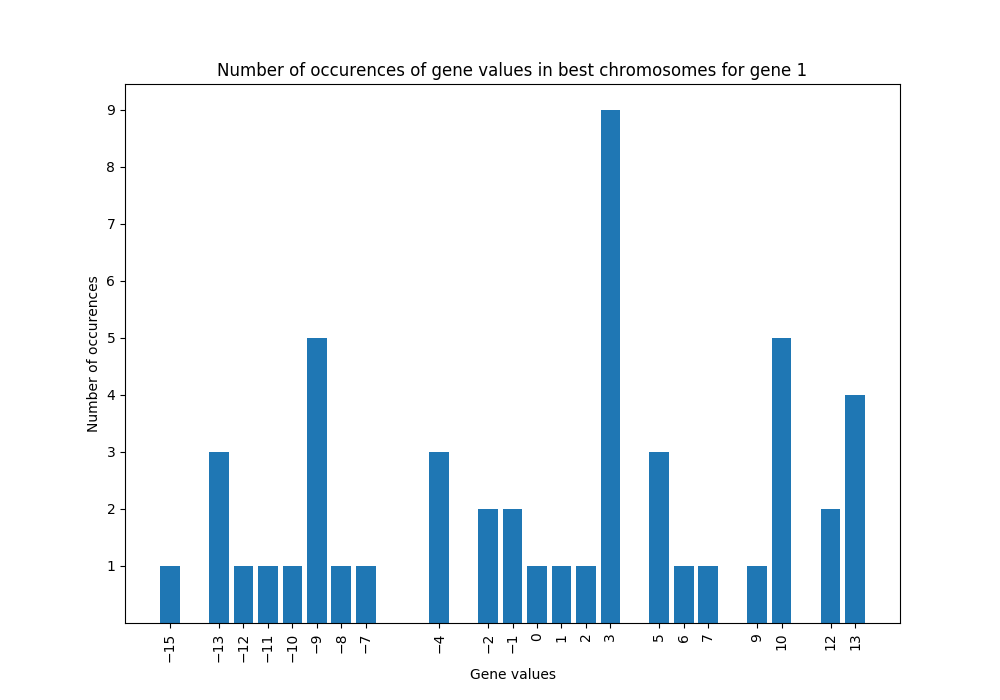 Number of occurences of gene values in best chromosomes for gene 1
Number of occurences
9
8
7
6
5
4
3
2
1
−15 −13 −12 −11 −10 −9 −8 −7 −4 −2 −1 0 1 2 3 5 6 7 9 10 12 13
Gene values